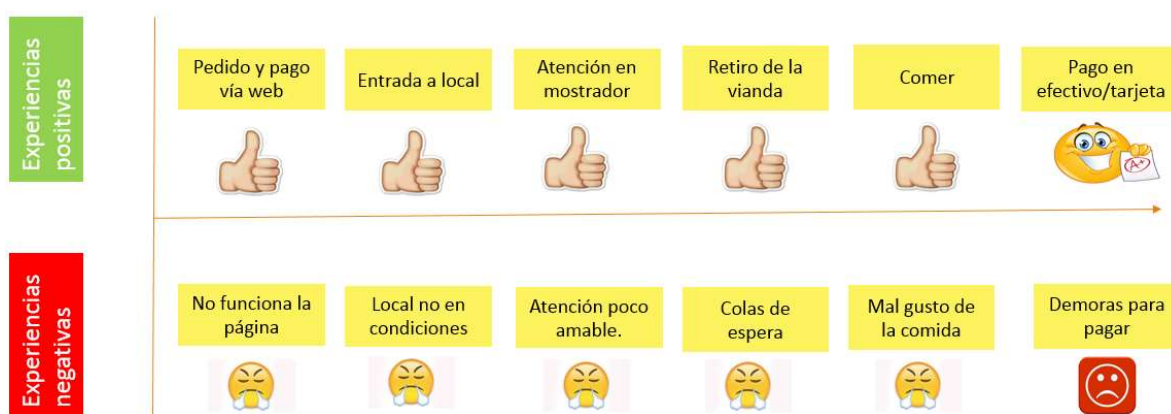 Experiencias
positivas
Pedido y pago
vía web
Entrada a local
Atención en
mostrador
Retiro de la
vianda
Comer
Pago en
efectivo/tarjeta
A+
Experiencias
negativas
No funciona la
página
Local no en
condiciones
Atención poco
amable.
Colas de
espera
Mal gusto de
la comida
Demoras para
pagar